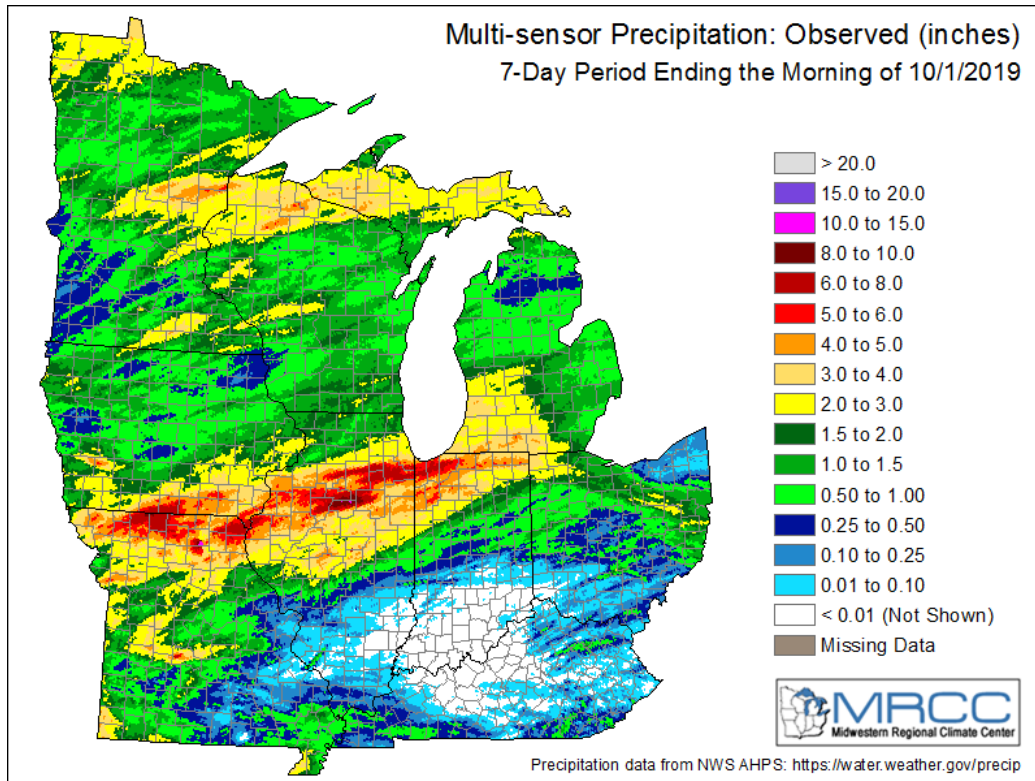 Multi-sensor Precipitation: Observed (inches)
7-Day Period Ending the Morning of 10/1/2019
> 20.0
15.0 to 20.0
10.0 to 15.0
8.0 to 10.0
6.0 to 8.0
5.0 to 6.0
4.0 to 5.0
3.0 to 4.0
2.0 to 3.0
1.5 to 2.0
1.0 to 1.5
0.50 to 1.00
0.25 to 0.50
0.10 to 0.25
0.01 to 0.10
< 0.01 (Not Shown)
Missing Data
MRCC
Midwestern Regional Climate Center
Precipitation data from NWS AHPS: https://water.weather.gov/precip